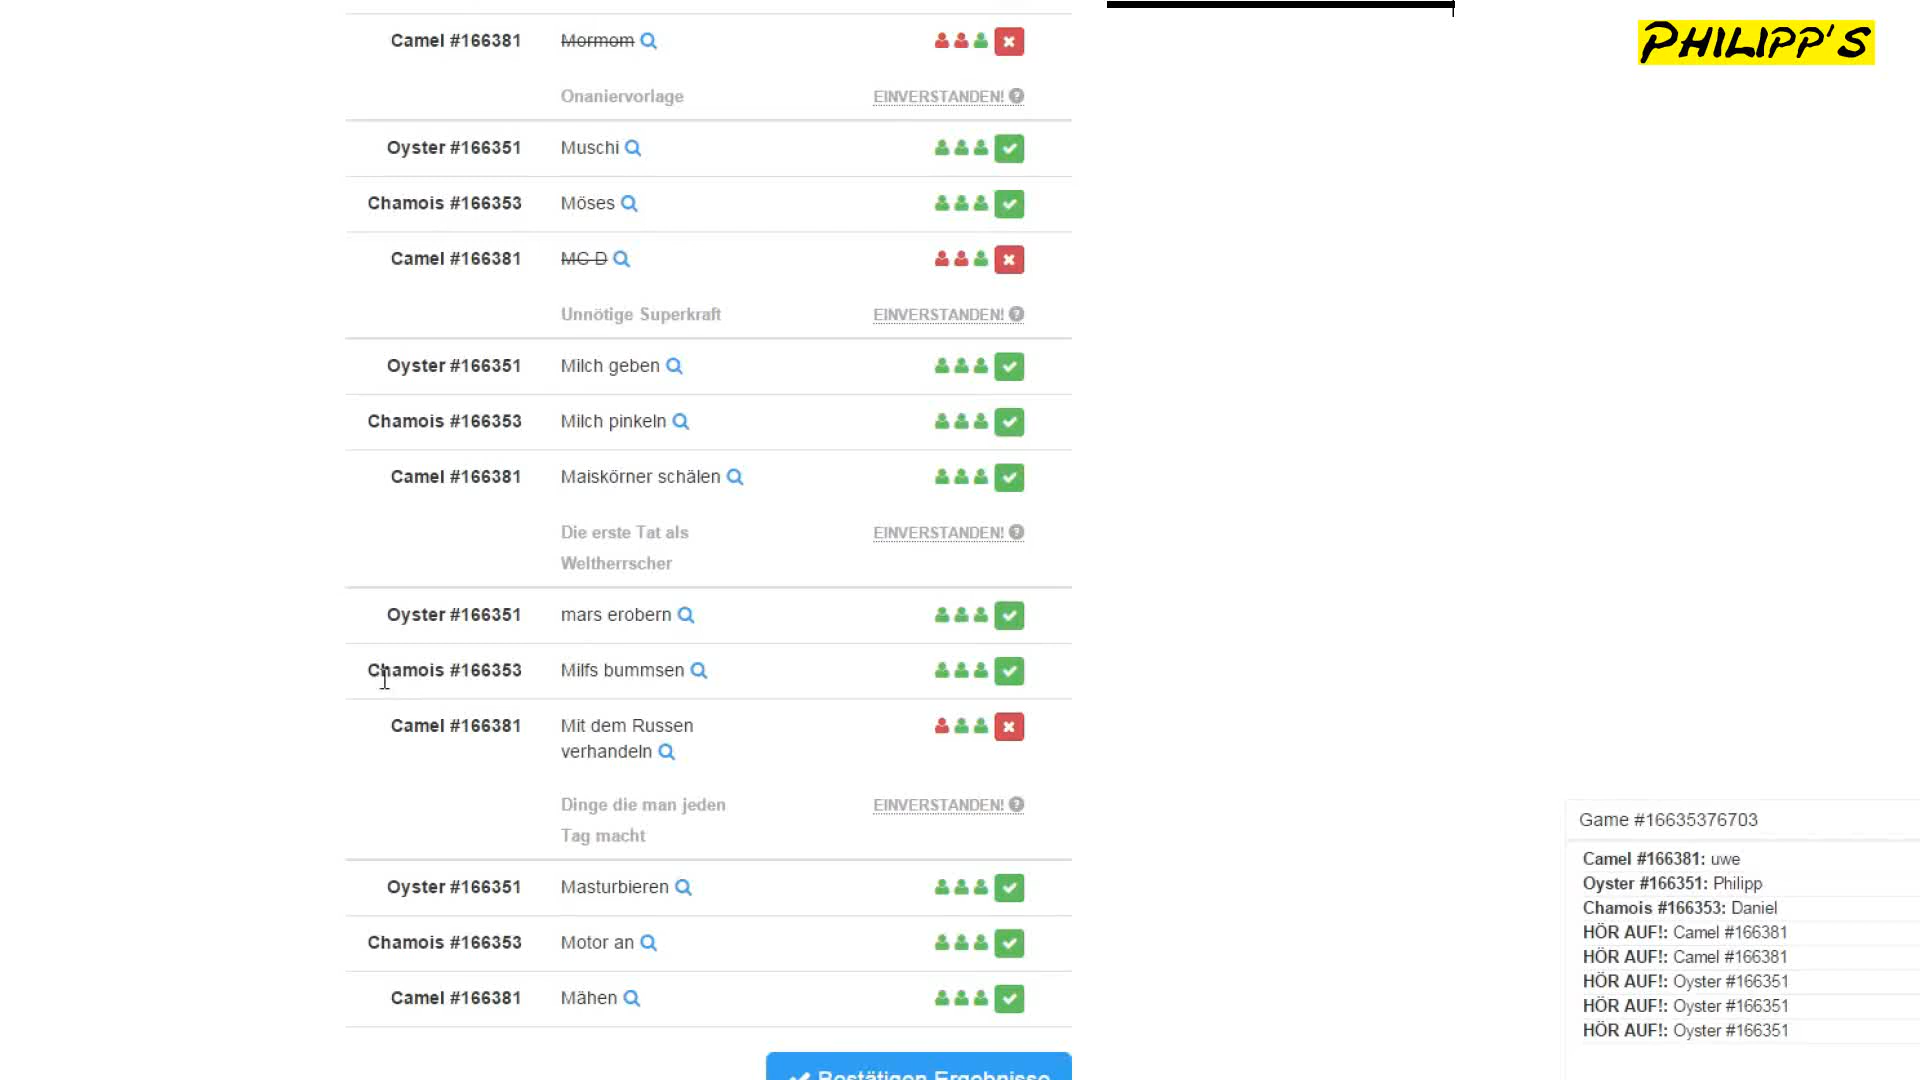 PHILIPP'S
Camel #166381 Mormom
Onaniervorlage EINVERSTANDEN!
Oyster #166351 Muschi
Chamois #166353 Möses
Camel #166381 MC D
Unnötige Superkraft EINVERSTANDEN!
Oyster #166351 Milch geben
Chamois #166353 Milch pinkeln
Camel #166381 Maiskörner schälen
Die erste Tat als EINVERSTANDEN!
Weltherrscher
Oyster #166351 mars erobern
Chamois #166353 Milfs bummsen
Camel #166381 Mit dem Russen
verhandeln
Dinge die man jeden EINVERSTANDEN!
Tag macht
Oyster #166351 Masturbieren
Chamois #166353 Motor an
Camel #166381 Mähen
Bestätigen Ergebnisse
Game #16635376703
Camel #166381: uwe
Oyster #166351: Philipp
Chamois #166353: Daniel
HÖR AUF!: Camel #166381
HÖR AUF!: Camel #166381
HÖR AUF!: Oyster #166351
HÖR AUF!: Oyster #166351
HÖR AUF!: Oyster #166351